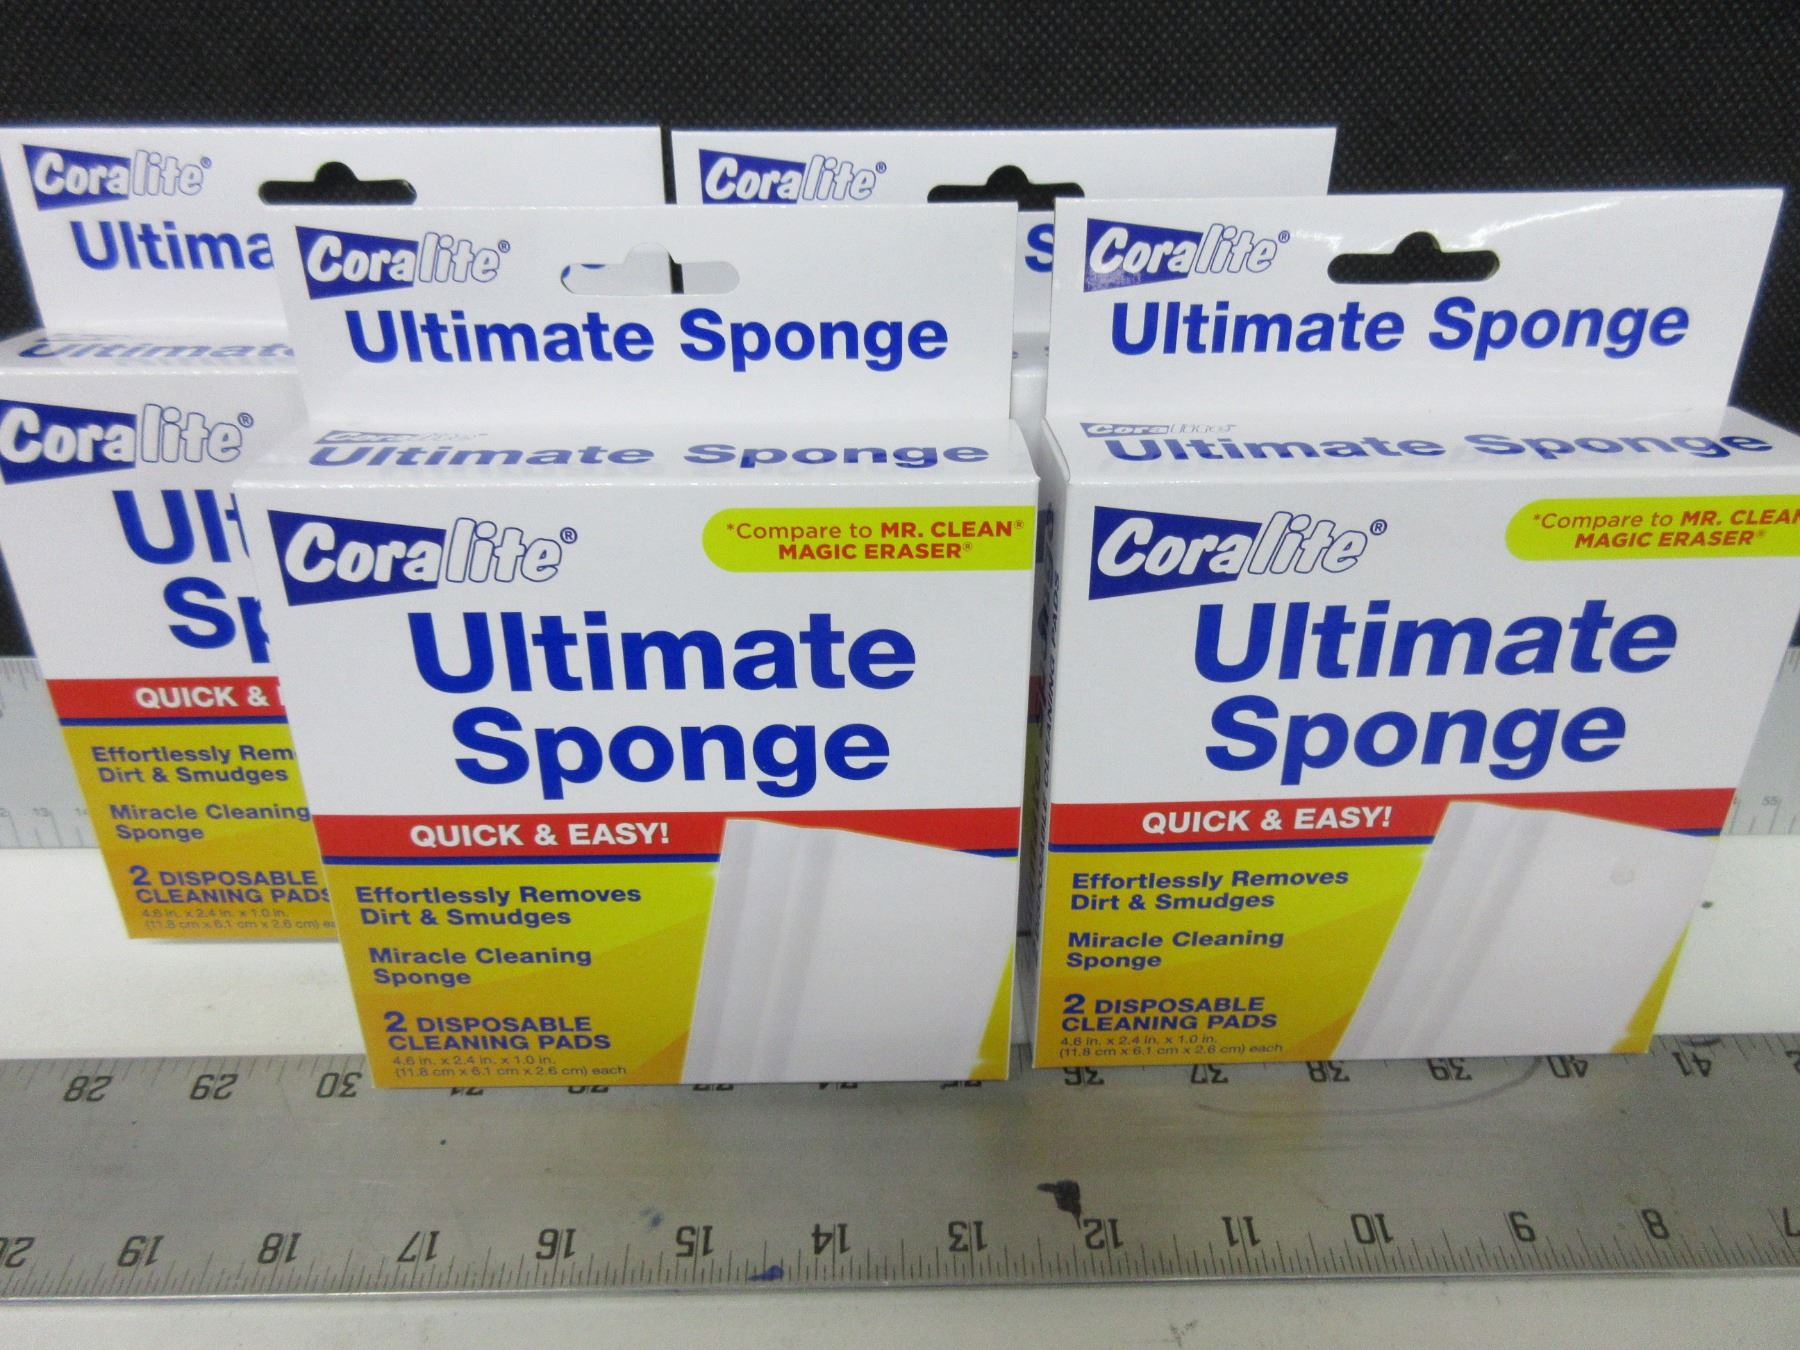 Coralite®
Ultima
Ultimate
Coralite®
Ult
Sp
QUICK &
Effortlessly Rem
Dirt & Smudges
Miracle Cleaning
Sponge
2 DISPOSABLE
CLEANING PADS
4.6 in. x 2.4 in. x 1.0 in.
(11.8 cm x 6.1 cm x 2.6 cm) ea
Coralite®
S
Coralite®
Ultimate Sponge
Coralite
Ultimate Sponge
Coralite®
*Compare to MR. CLEAN®
MAGIC ERASER®
Ultimate
Sponge
QUICK & EASY!
Effortlessly Removes
Dirt & Smudges
Miracle Cleaning
Sponge
2 DISPOSABLE
CLEANING PADS
4.6 in. x 2.4 in. x 1.0 in.
(11.8 cm x 6.1 cm x 2.6 cm) each
Coralite®
Ultimate Sponge
Coralite®
Ultimate Sponge
Coralite®
*Compare to MR. CLEAN
MAGIC ERASER®
Ultimate
Sponge
QUICK & EASY!
Effortlessly Removes
Dirt & Smudges
Miracle Cleaning
Sponge
2 DISPOSABLE
CLEANING PADS
4.6 in. x 2.4 in. x 1.0 in.
(11.8 cm x 6.1 cm x 2.6 cm) each
28 29 30 36 37 38 39 40 41
20 19 18 17 16 15 14 13 12 11 10 9 8 7